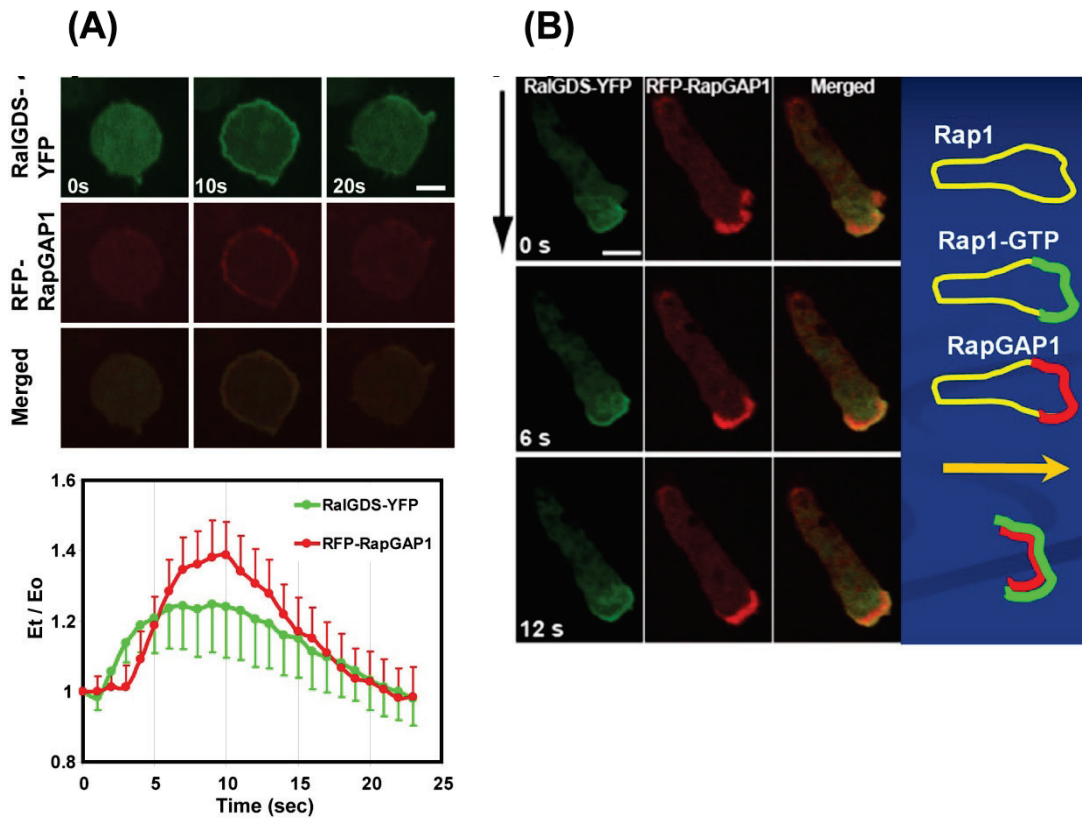 (A)
RalGDS-
YFP
0s
10s
20s
RFP-
RapGAP1
Merged
1.6
1.4
1.2
1
0.8
Et / Eo
RalGDS-YFP
RFP-RapGAP1
0
5
10
15
20
25
Time (sec)
(B)
RalGDS-YFP
RFP-RapGAP1
Merged
0 s
6 s
12 s
Rap1
Rap1-GTP
RapGAP1